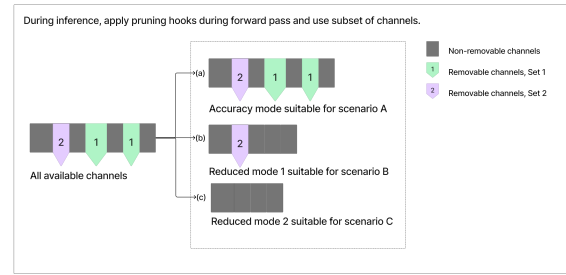 During inference, apply pruning hooks during forward pass and use subset of channels.
2 1 1
All available channels
(a)
2 1 1
Accuracy mode suitable for scenario A
(b)
2
Reduced mode 1 suitable for scenario B
(c)
Reduced mode 2 suitable for scenario C
Non-removable channels
1 Removable channels, Set 1
2 Removable channels, Set 2